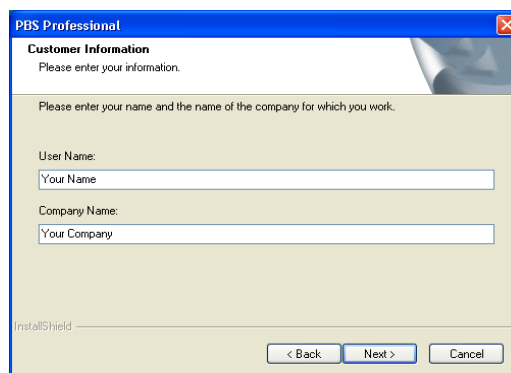 PBS Professional
Customer Information
Please enter your information.
Please enter your name and the name of the company for which you work.
User Name:
Your Name
Company Name:
Your Company
InstallShield
< Back
Next >
Cancel